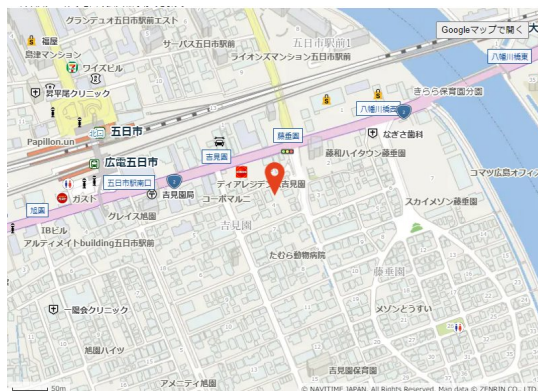 グランデュオ五日市駅前エスト
Googleマップで開く
福屋
島津マンション
サーパス五日市駅前
五日市駅前1
ライオンズマンション五日市駅前
八幡川橋東
ワイズビル
昇平尾クリニック
きらら保育園分園
八幡川橋西
Papillon.un
北口
五日市
藤垂園
なぎさ歯科
広電五日市
吉見園
藤和ハイタウン藤垂園
コマツ広島オフィ
五日市駅南口
ガスト
吉見園局
ティアレンテ
吉見園
コーポマルニ
旭園
グレイス旭園
スカイメゾン藤垂園
IBビル
吉見園
アルティメイトbuilding五日市駅前
たむら動物病院
藤垂園
一陽会クリニック
メゾンとうすい
旭園ハイツ
吉見園保育園
アメニティ旭園
50m
© NAVITIME JAPAN. All Rights Reserved. Map data © ZENRIN CO., LTD